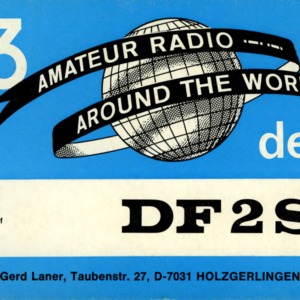 3
AMATEUR RADIO
AROUND THE WOR
de
f
DF2S
Gerd Laner, Taubenstr. 27, D-7031 HOLZGERLINGEN